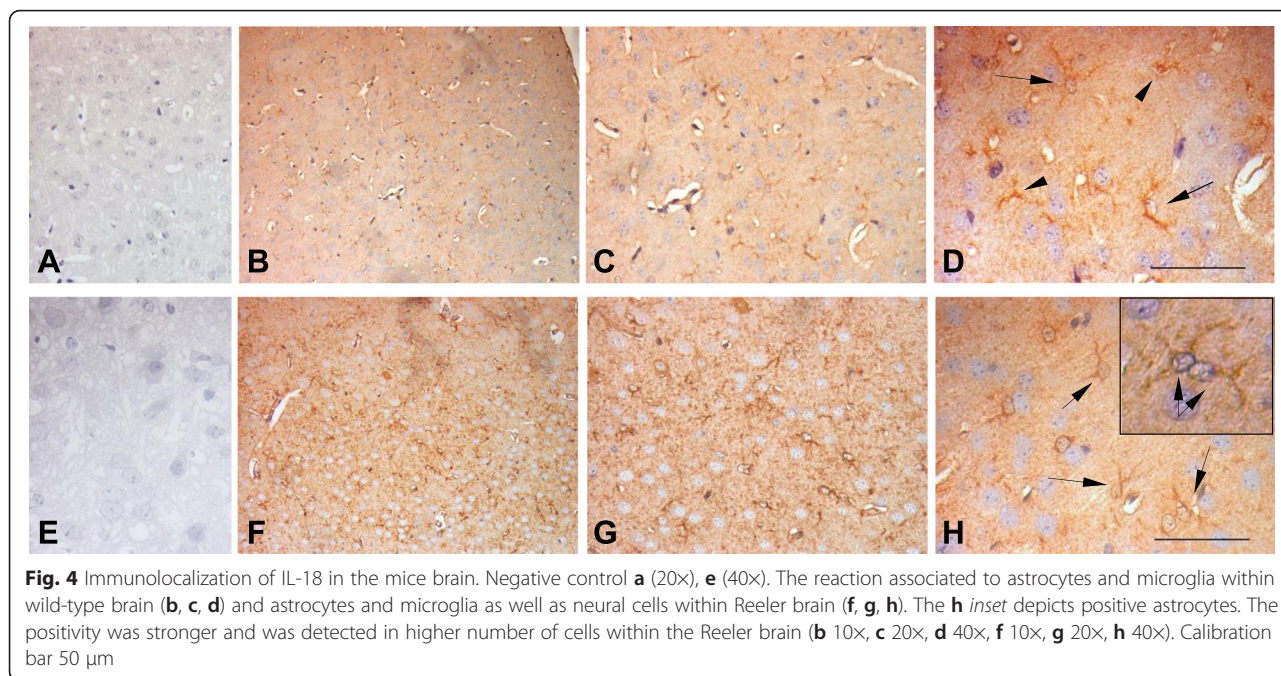 A
B
C
D
E
F
G
H
Fig. 4 Immunolocalization of IL-18 in the mice brain. Negative control a (20×), e (40×). The reaction associated to astrocytes and microglia within
wild-type brain (b, c, d) and astrocytes and microglia as well as neural cells within Reeler brain (f, g, h). The h inset depicts positive astrocytes. The
positivity was stronger and was detected in higher number of cells within the Reeler brain (b 10×, c 20×, d 40×, f 10×, g 20×, h 40×). Calibration
bar 50 μm